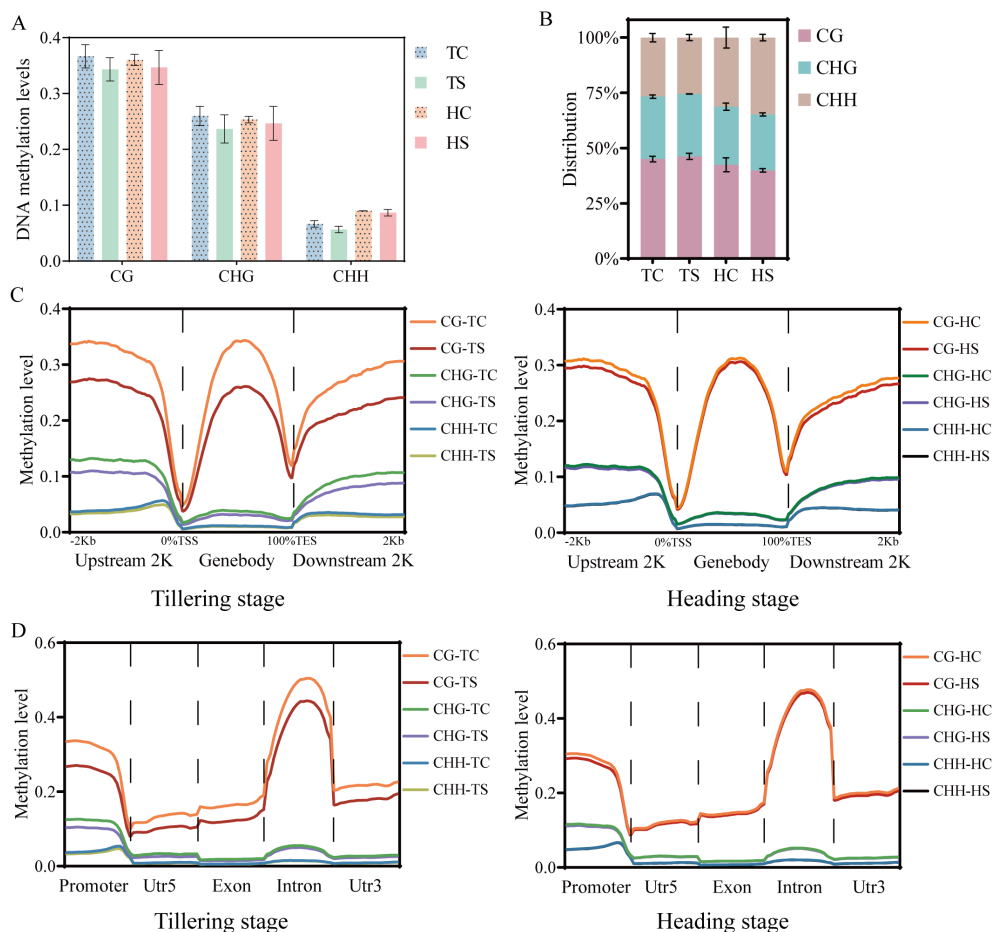 A
DNA methylation levels
0.4
0.3
0.2
0.1
0.0
CG
CHG
CHH
TC
TS
HC
HS
B
Distribution
100%
75%
50%
25%
0%
TC
TS
HC
HS
CG
CHG
CHH
C
Methylation level
0.4
0.3
0.2
0.1
0.0
-2Kb
0%TSS
100%TES
2Kb
Upstream 2K
Genebody
Downstream 2K
Tillering stage
CG-TC
CG-TS
CHG-TC
CHG-TS
CHH-TC
CHH-TS
Methylation level
0.4
0.3
0.2
0.1
0.0
-2Kb
0%TSS
100%TES
2Kb
Upstream 2K
Genebody
Downstream 2K
Heading stage
CG-HC
CG-HS
CHG-HC
CHG-HS
CHH-HC
CHH-HS
D
Methylation level
0.6
0.4
0.2
0.0
Promoter
Utr5
Exon
Intron
Utr3
Tillering stage
CG-TC
CG-TS
CHG-TC
CHG-TS
CHH-TC
CHH-TS
Methylation level
0.6
0.4
0.2
0.0
Promoter
Utr5
Exon
Intron
Utr3
Heading stage
CG-HC
CG-HS
CHG-HC
CHG-HS
CHH-HC
CHH-HS